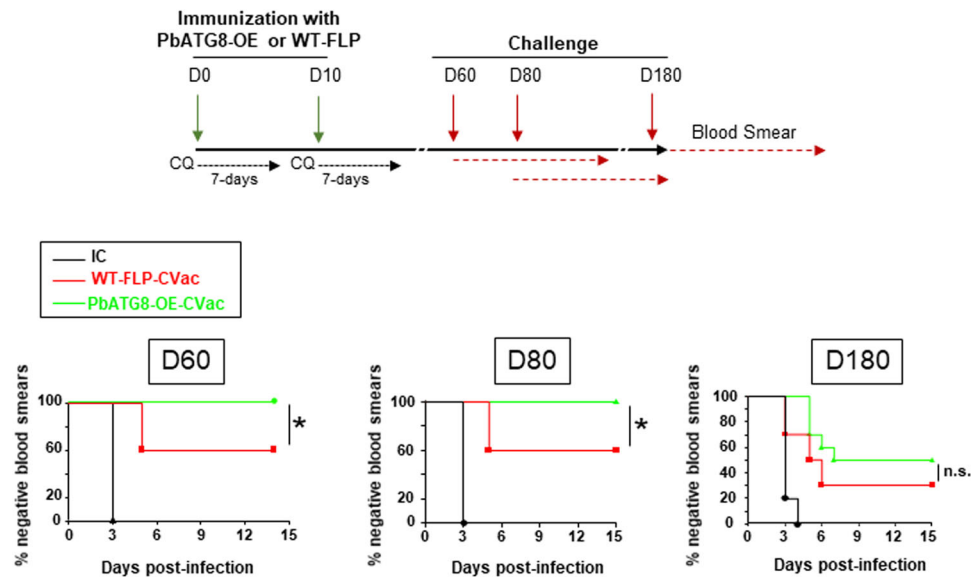 Immunization with
PbATG8-OE or WT-FLP
Challenge
D0
D10
D60
D80
D180
Blood Smear
CQ
7-days
CQ
7-days
IC
WT-FLP-CVac
PbATG8-OE-CVac
D60
% negative blood smears
100
60
20
0
0 3 6 9 12 15
Days post-infection
*
D80
% negative blood smears
100
60
20
0
0 3 6 9 12 15
Days post-infection
*
D180
% negative blood smears
100
80
60
40
20
0
0 3 6 9 12 15
Days post-infection
n.s.